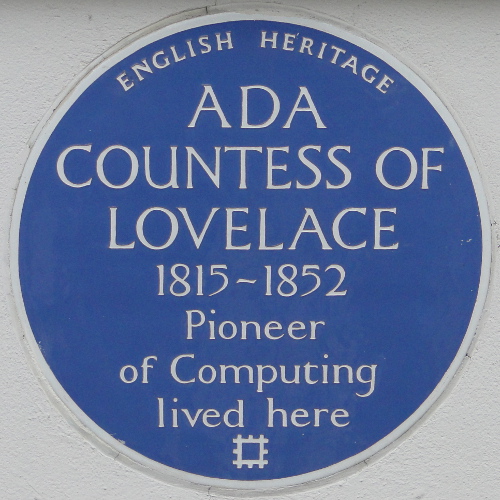 ENGLISH HERITAGE
ADA
COUNTESS OF
LOVELACE
1815~1852
Pioneer
of Computing
lived here